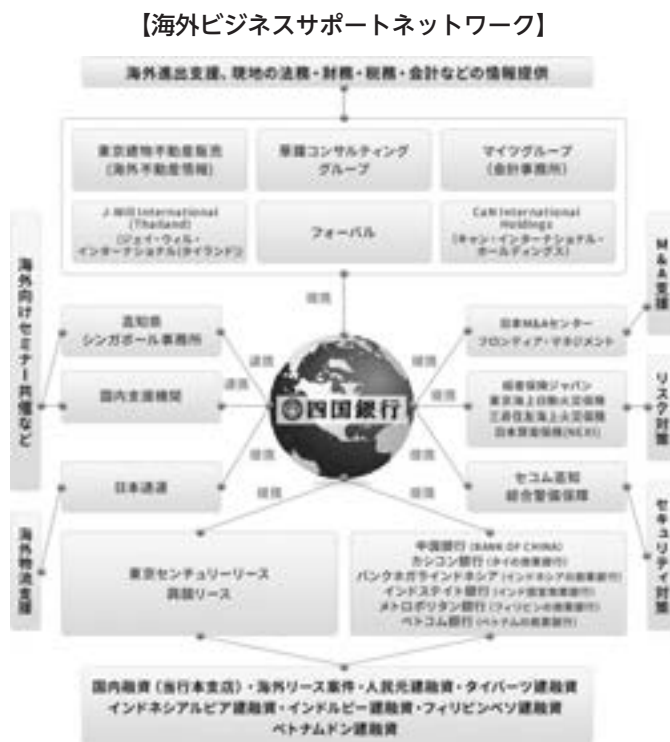 【海外ビジネスサポートネットワーク】
海外進出支援、現地の法務・財務・税務・会計などの情報提供
東京建物不動産販売
(海外不動産情報)
コンサルティング
グループ
マイツグループ
(会計事務所)
J Will International
(Thailand)
(ジェイ・ウィル・
インターナショナル(タイランド))
フォーバル
CaN International
Holdings
(キャン・インターナショナル・
ホールディングス)
海外向けセミナー共催など
M&A支援
提携
高知県
シンガポール事務所
連携
提携
日本M&Aセンター
フロンティア・マネジメント
国内支援機関
連携
四国銀行
提携
損害保険ジャパン
東京海上日動火災保険
三井住友海上火災保険
日本貿易保険(NEXI)
リスク対策
日本通運
提携
提携
セコム高知
綜合警備保障
海外物流支援
提携
提携
セキュリティ対策
東京センチュリーリース
リース
中国銀行 (BANK OF CHINA)
カシコン銀行 (タイの商業銀行)
バンクネガラインドネシア (インドネシアの商業銀行)
インドステイト銀行 (インド国営商業銀行)
メトロポリタン銀行 (フィリピンの商業銀行)
ベトコム銀行 (ベトナムの商業銀行)
国内融資 (当行本支店)・海外リース案件・人民元建融資・タイバーツ建融資
インドネシアルピア建融資・インドルピー建融資・フィリピンペソ建融資
ベトナムドン建融資